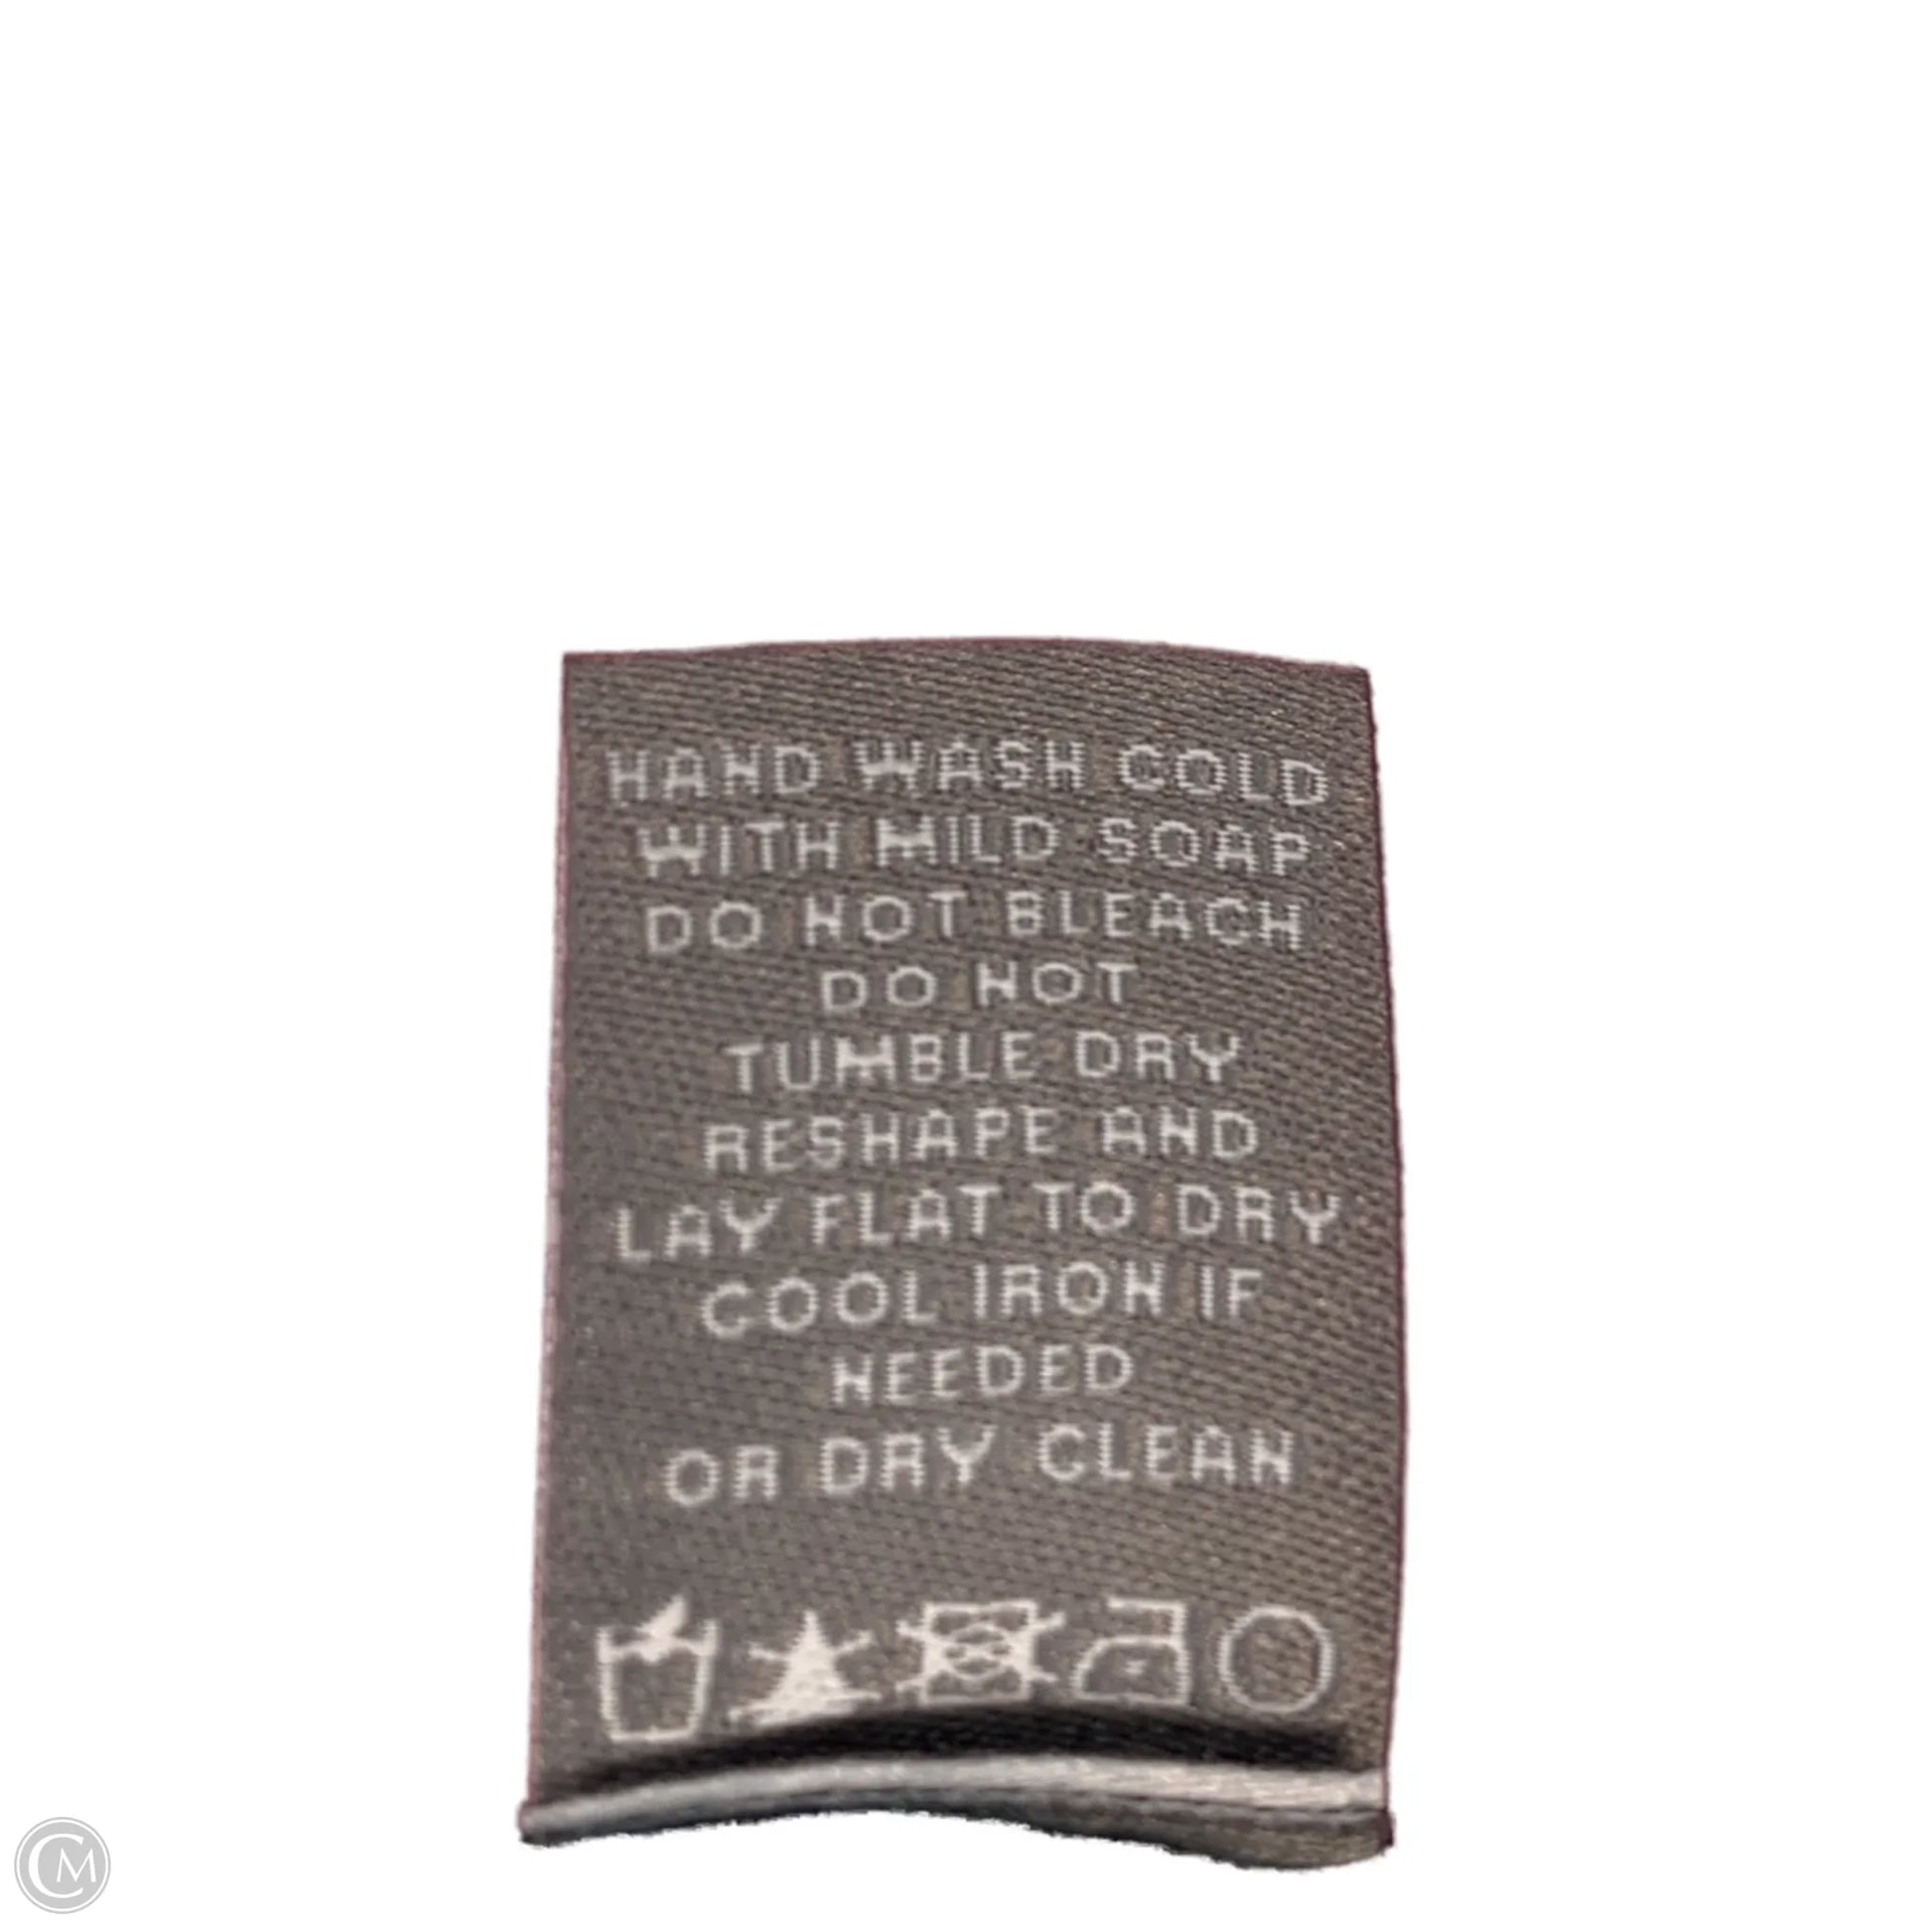 HAND WASH COLD
WITH MILD SOAP
DO NOT BLEACH
DO NOT
TUMBLE DRY
RESHAPE AND
LAY FLAT TO DRY
COOL IRON IF
NEEDED
OR DRY CLEAN
CM